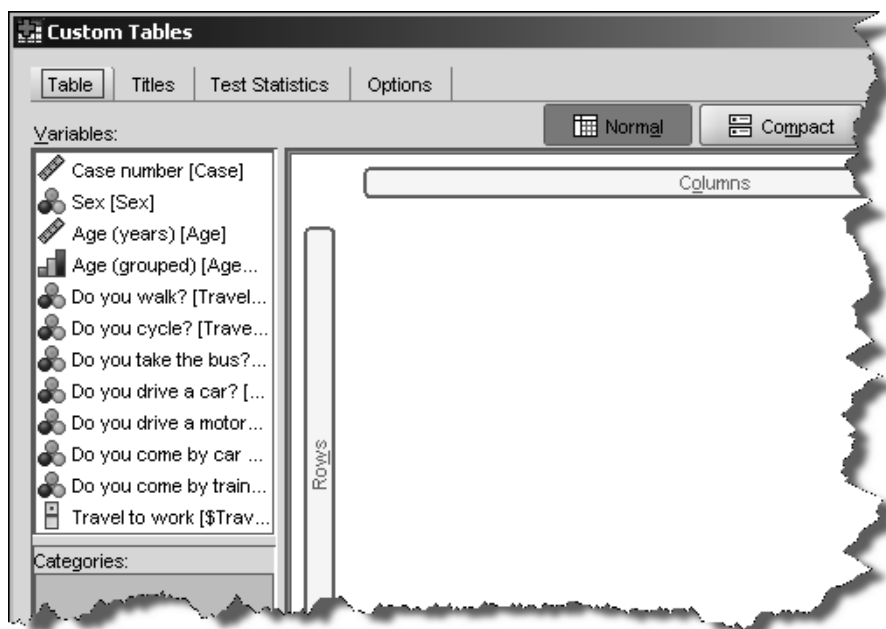 Custom Tables
Table Titles Test Statistics Options
Normal Compact
Variables:
Case number [Case]
Sex [Sex]
Age (years) [Age]
Age (grouped) [Age...
Do you walk? [Travel...
Do you cycle? [Trave...
Do you take the bus?...
Do you drive a car? [...
Do you drive a motor...
Do you come by car ...
Do you come by train...
Travel to work [$Trav...
Categories:
Columns
Rows